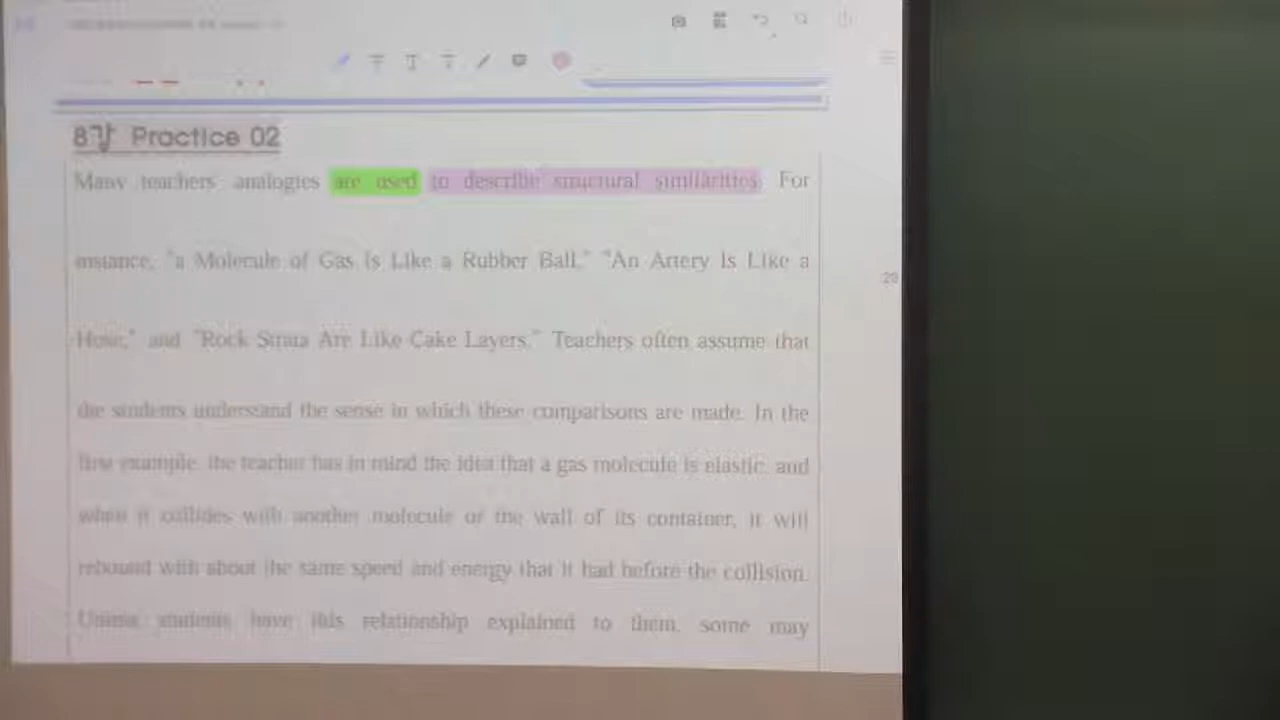 8강 Practice 02
Many teachers analogies are used to describe structural similarities. For
instance, "a Molecule of Gas Is Like a Rubber Ball," "An Artery Is Like a
Hose," and "Rock Strata Are Like Cake Layers." Teachers often assume that
the students understand the sense in which these comparisons are made. In the
first example, the teacher has in mind the idea that a gas molecule is elastic, and
when it collides with another molecule or the wall of its container, it will
rebound with about the same speed and energy that it had before the collision.
Unless students have this relationship explained to them, some may